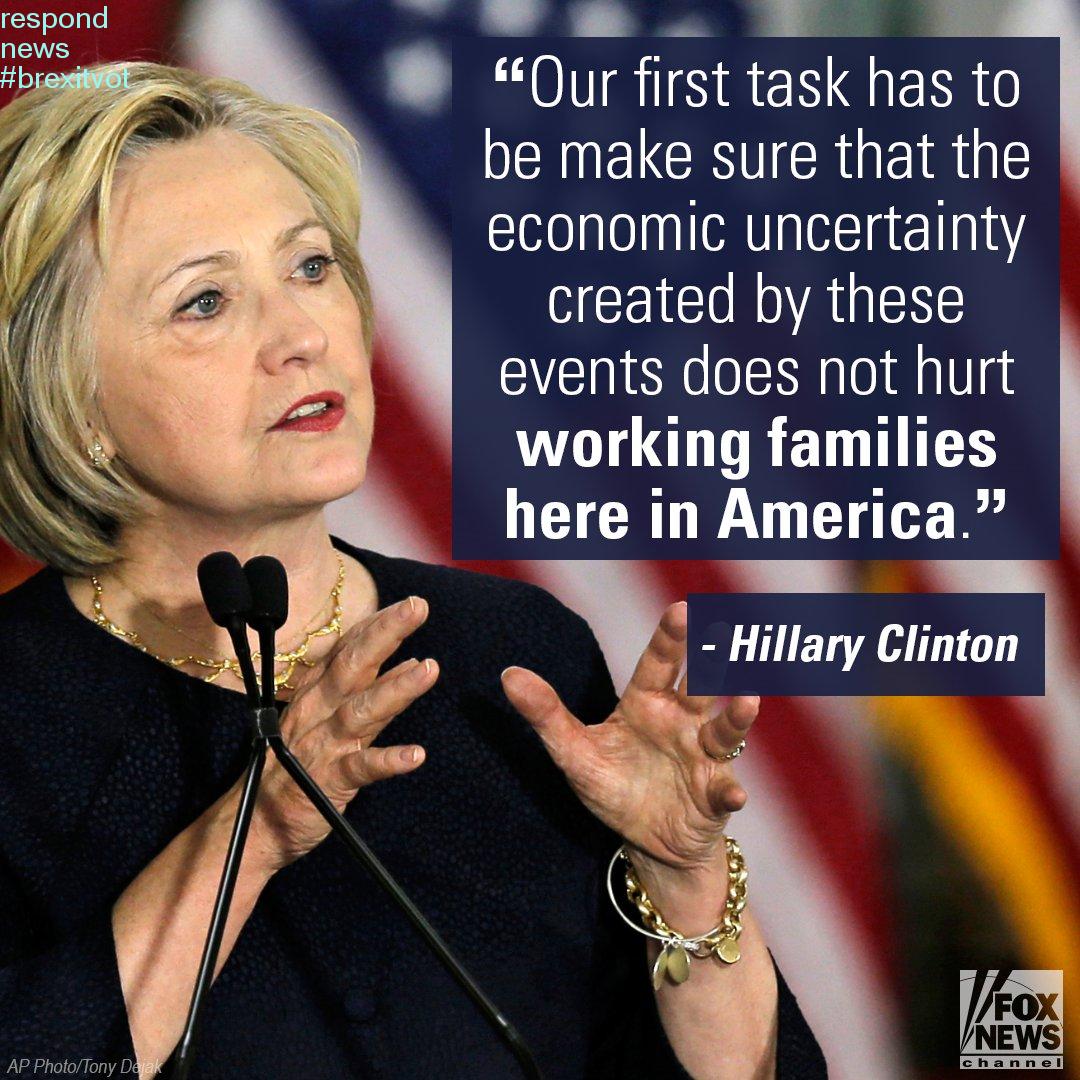 respond
news
#brexitvot
“Our first task has to
be make sure that the
economic uncertainty
created by these
events does not hurt
working families
here in America.”
- Hillary Clinton
FOX
NEWS
channel
AP Photo/Tony Dejak